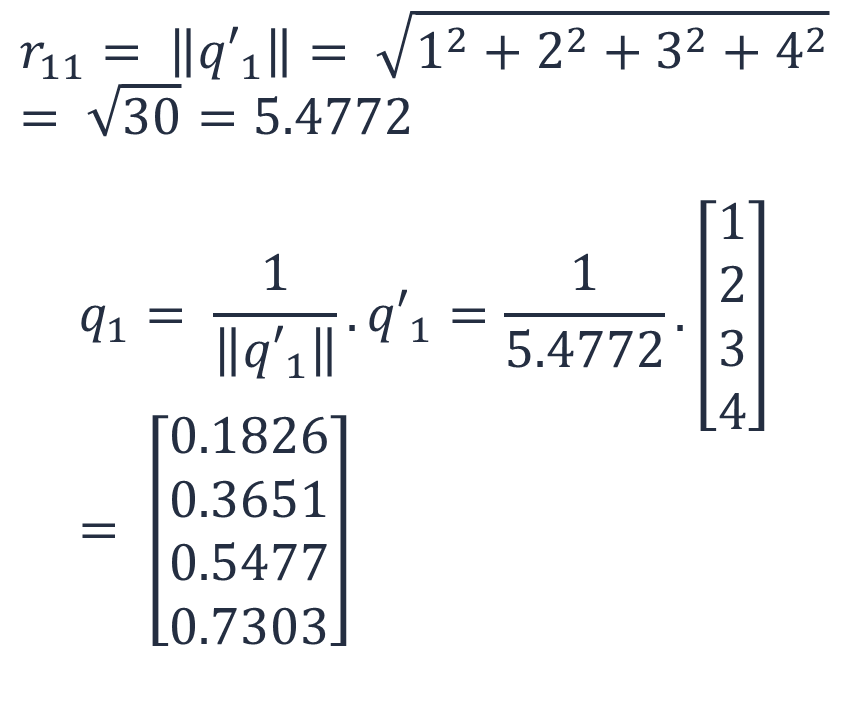 r₁₁ = ‖q′₁‖ = √(1² + 2² + 3² + 4²)
= √30 = 5.4772
q₁ = 1/‖q′₁‖ . q′₁ = 1/5.4772 . [1 2 3 4]
= [0.1826 0.3651 0.5477 0.7303]